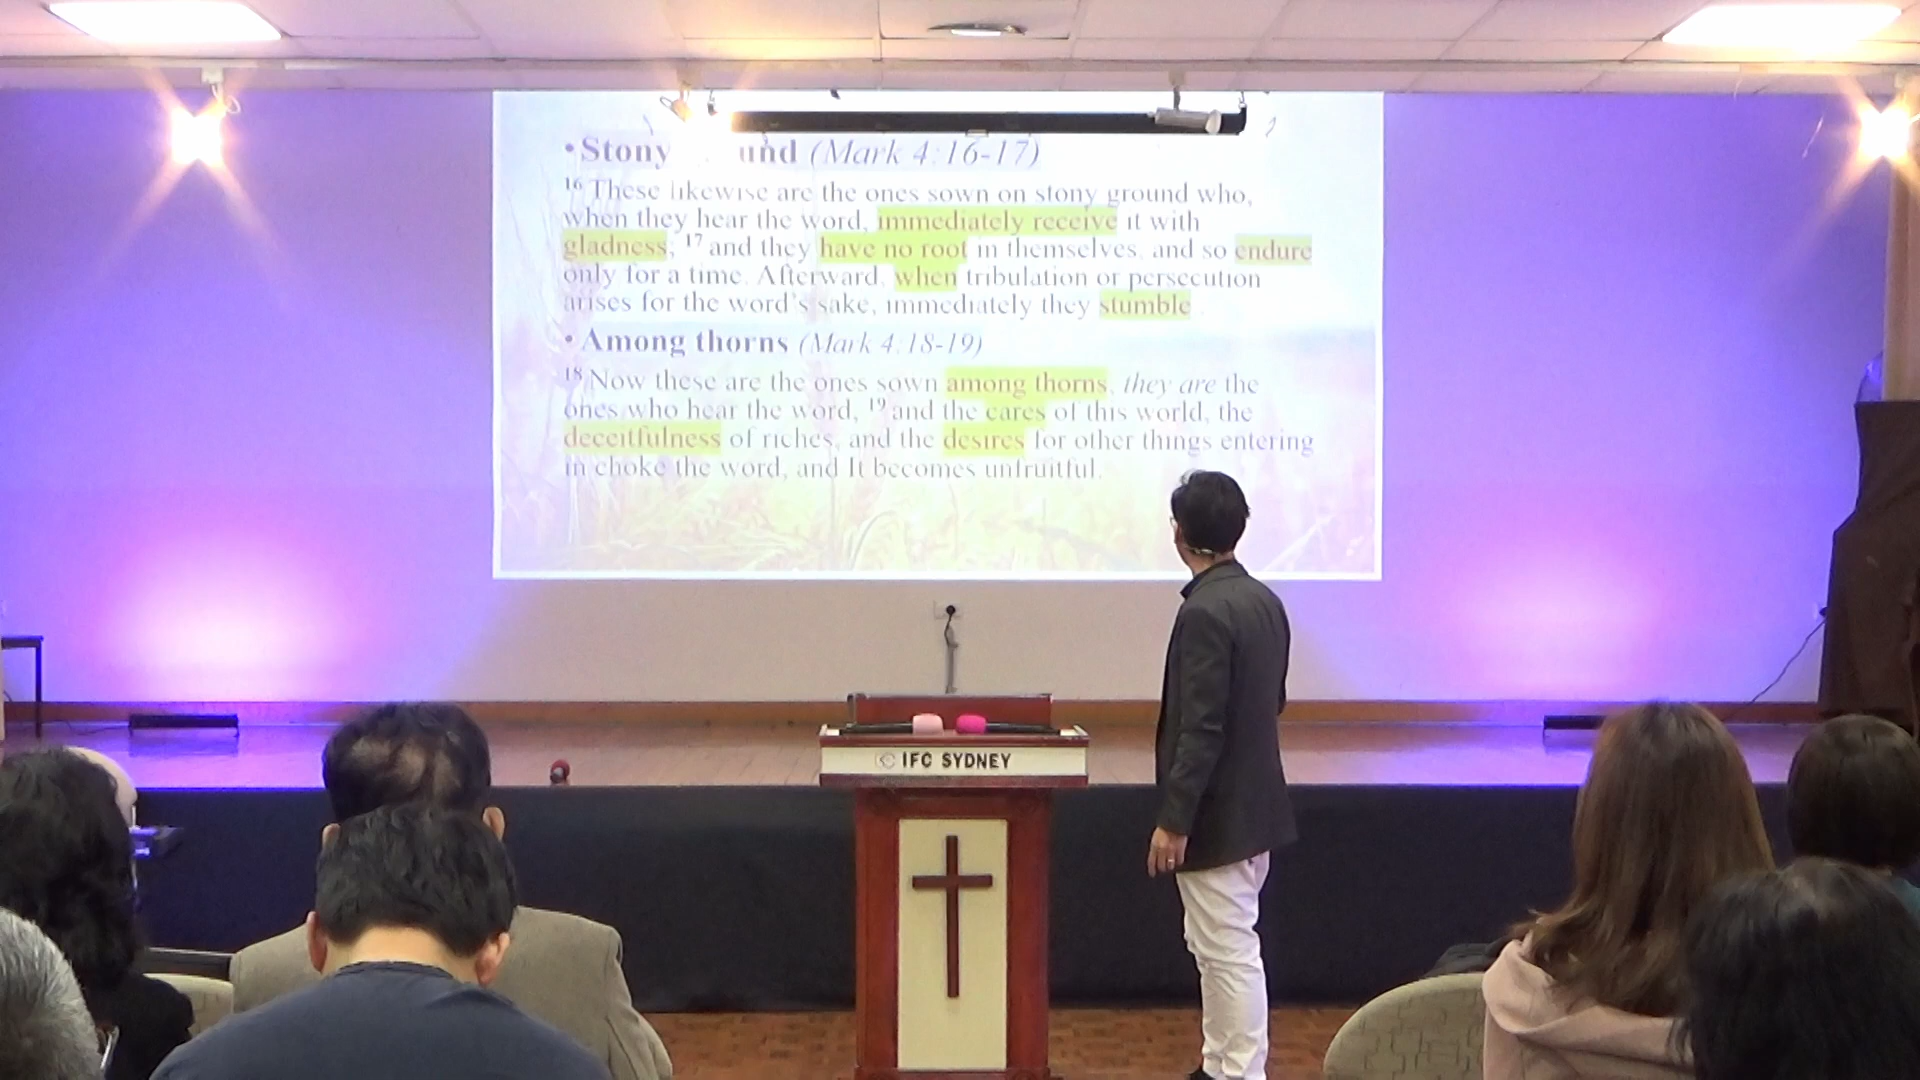 • Stony und (Mark 4:16-17)
16 These likewise are the ones sown on stony ground who,
when they hear the word, immediately receive it with
gladness; 17 and they have no root in themselves, and so endure
only for a time. Afterward, when tribulation or persecution
arises for the word's sake, immediately they stumble.
• Among thorns (Mark 4:18-19)
18 Now these are the ones sown among thorns, they are the
ones who hear the word, 19 and the cares of this world, the
deceitfulness of riches, and the desires for other things entering
in choke the word, and It becomes unfruitful.
IFC SYDNEY